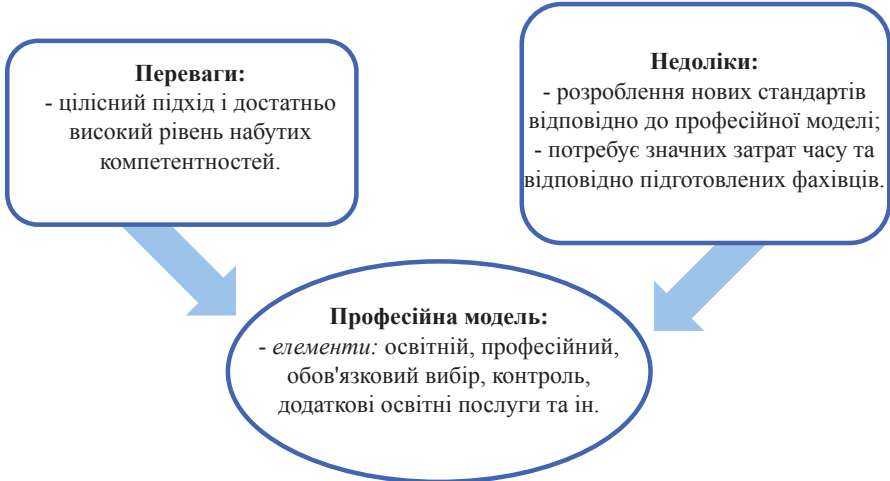 Переваги:
- цілісний підхід і достатньо
високий рівень набутих
компетентностей.
Недоліки:
- розроблення нових стандартів
відповідно до професійної моделі;
- потребує значних затрат часу та
відповідно підготовлених фахівців.
Професійна модель:
- елементи: освітній, професійний,
обов'язковий вибір, контроль,
додаткові освітні послуги та ін.